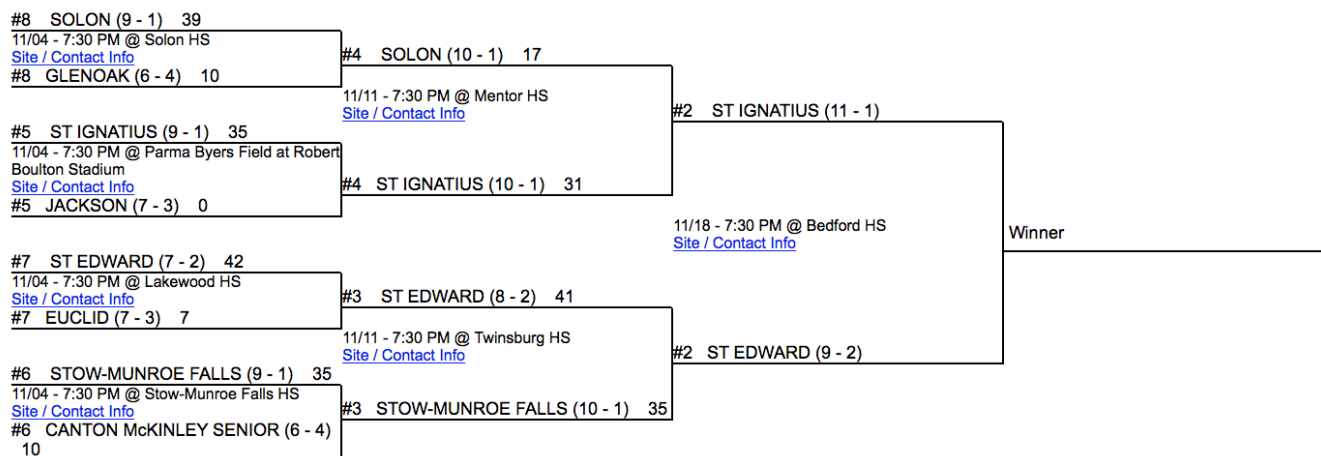 #8 SOLON (9 - 1) 39
11/04 - 7:30 PM @ Solon HS
Site / Contact Info
#8 GLENOAK (6 - 4) 10
#4 SOLON (10 - 1) 17
11/11 - 7:30 PM @ Mentor HS
Site / Contact Info
#5 ST IGNATIUS (9 - 1) 35
11/04 - 7:30 PM @ Parma Byers Field at Robert
Boulton Stadium
Site / Contact Info
#5 JACKSON (7 - 3) 0
#4 ST IGNATIUS (10 - 1) 31
#2 ST IGNATIUS (11 - 1)
11/18 - 7:30 PM @ Bedford HS
Site / Contact Info
Winner
#7 ST EDWARD (7 - 2) 42
11/04 - 7:30 PM @ Lakewood HS
Site / Contact Info
#7 EUCLID (7 - 3) 7
#3 ST EDWARD (8 - 2) 41
11/11 - 7:30 PM @ Twinsburg HS
Site / Contact Info
#2 ST EDWARD (9 - 2)
#6 STOW-MUNROE FALLS (9 - 1) 35
11/04 - 7:30 PM @ Stow-Munroe Falls HS
Site / Contact Info
#6 CANTON McKINLEY SENIOR (6 - 4)
10
#3 STOW-MUNROE FALLS (10 - 1) 35